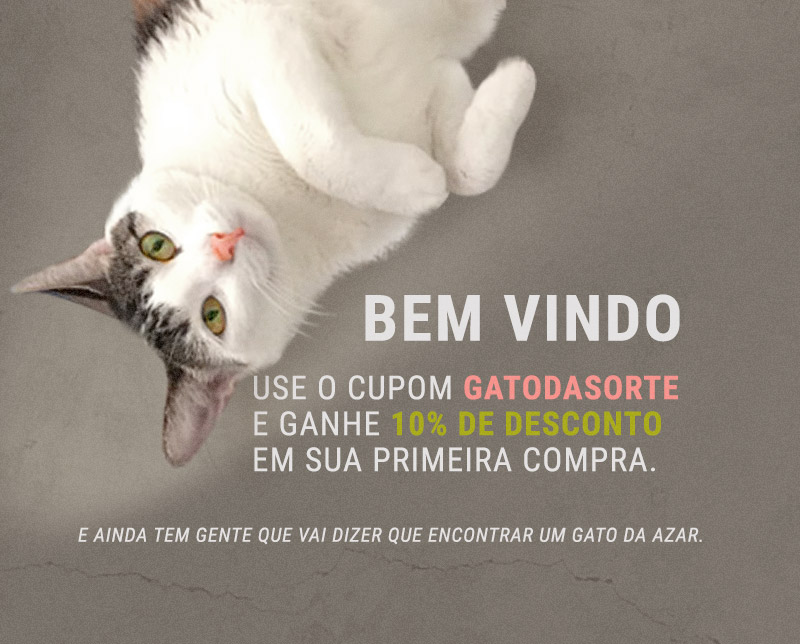 BEM VINDO
USE O CUPOM GATODASORTE
E GANHE 10% DE DESCONTO
EM SUA PRIMEIRA COMPRA.
E AINDA TEM GENTE QUE VAI DIZER QUE ENCONTRAR UM GATO DA AZAR.